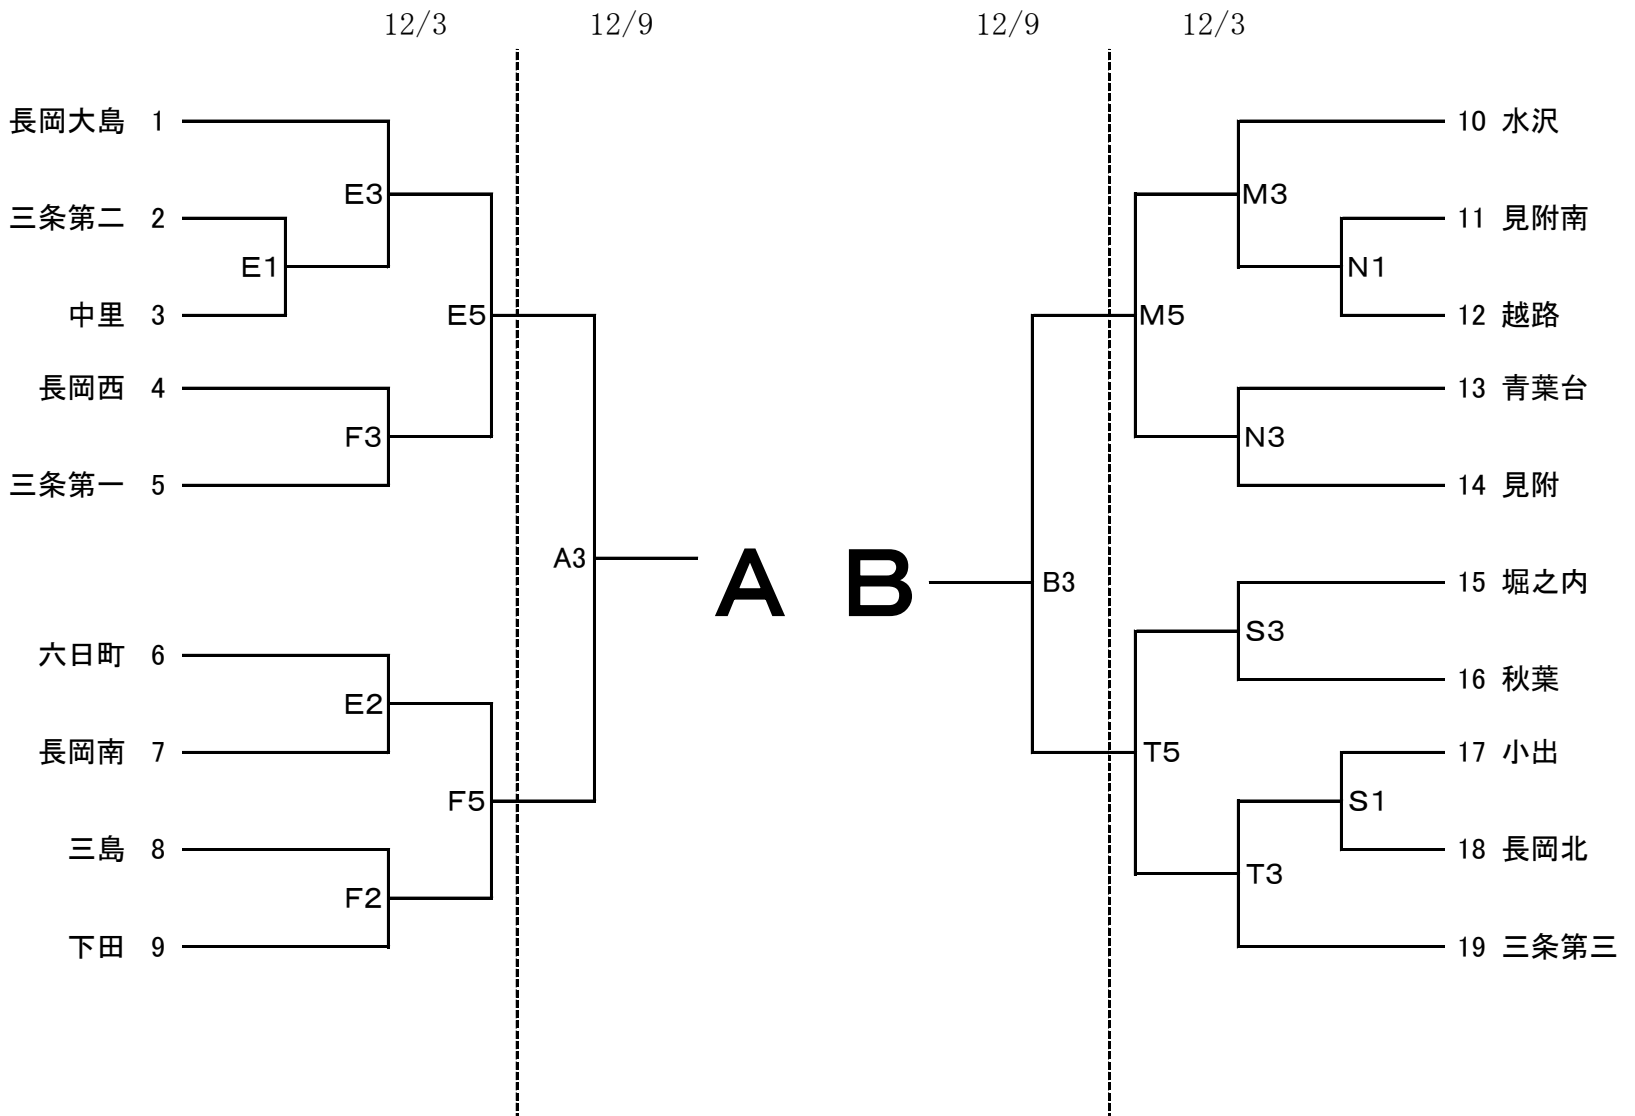 12/3 12/9 12/9 12/3
長岡大島 1
三条第二 2
中里 3
長岡西 4
三条第一 5
六日町 6
長岡南 7
三島 8
下田 9
E3
E1
E5
F3
A3
E2
F5
F2
A B
M3
N1
M5
N3
B3
S3
T5
S1
T3
10 水沢
11 見附南
12 越路
13 青葉台
14 見附
15 堀之内
16 秋葉
17 小出
18 長岡北
19 三条第三